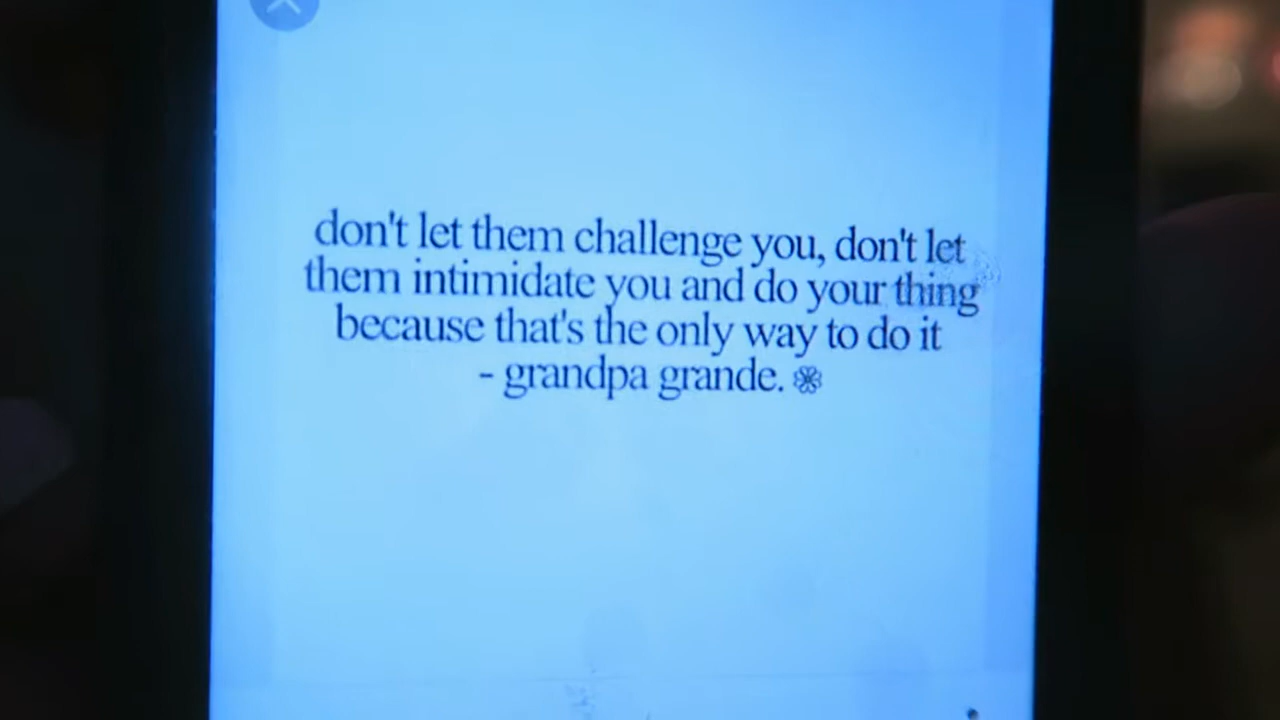 don't let them challenge you, don't let
them intimidate you and do your thing
because that's the only way to do it
- grandpa grande.